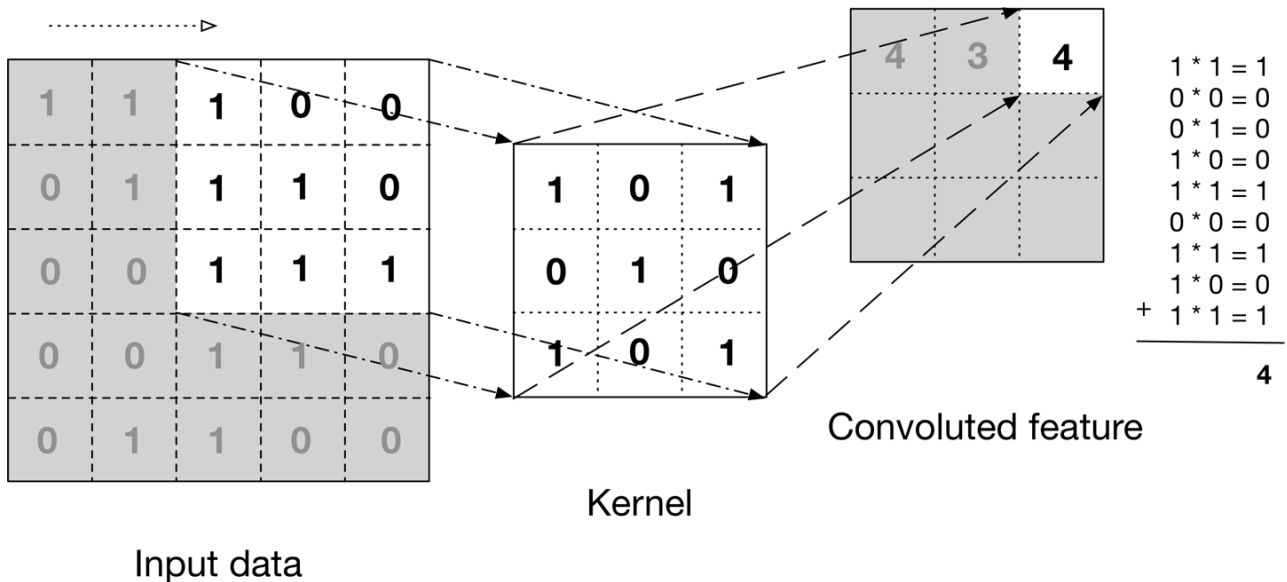 1 1 1 0 0
0 1 1 1 0
0 0 1 1 1
0 0 1 1 0
0 1 1 0 0
Input data
1 0 1
0 1 0
1 0 1
Kernel
4 3 4
Convoluted feature
1 * 1 = 1
0 * 0 = 0
0 * 1 = 0
1 * 0 = 0
1 * 1 = 1
0 * 0 = 0
1 * 1 = 1
1 * 0 = 0
+ 1 * 1 = 1
4